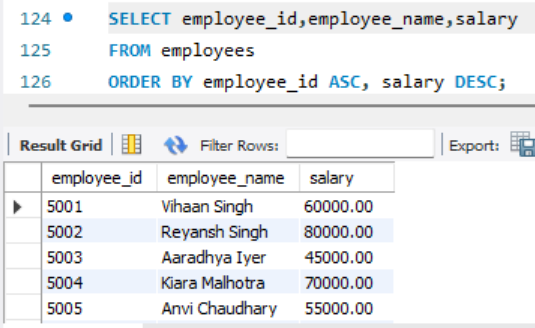 124 SELECT employee_id,employee_name,salary
125 FROM employees
126 ORDER BY employee_id ASC, salary DESC;
Result Grid Filter Rows: Export:
employee_id employee_name salary
5001 Vihaan Singh 60000.00
5002 Reyansh Singh 80000.00
5003 Aaradhya Iyer 45000.00
5004 Kiara Malhotra 70000.00
5005 Anvi Chaudhary 55000.00